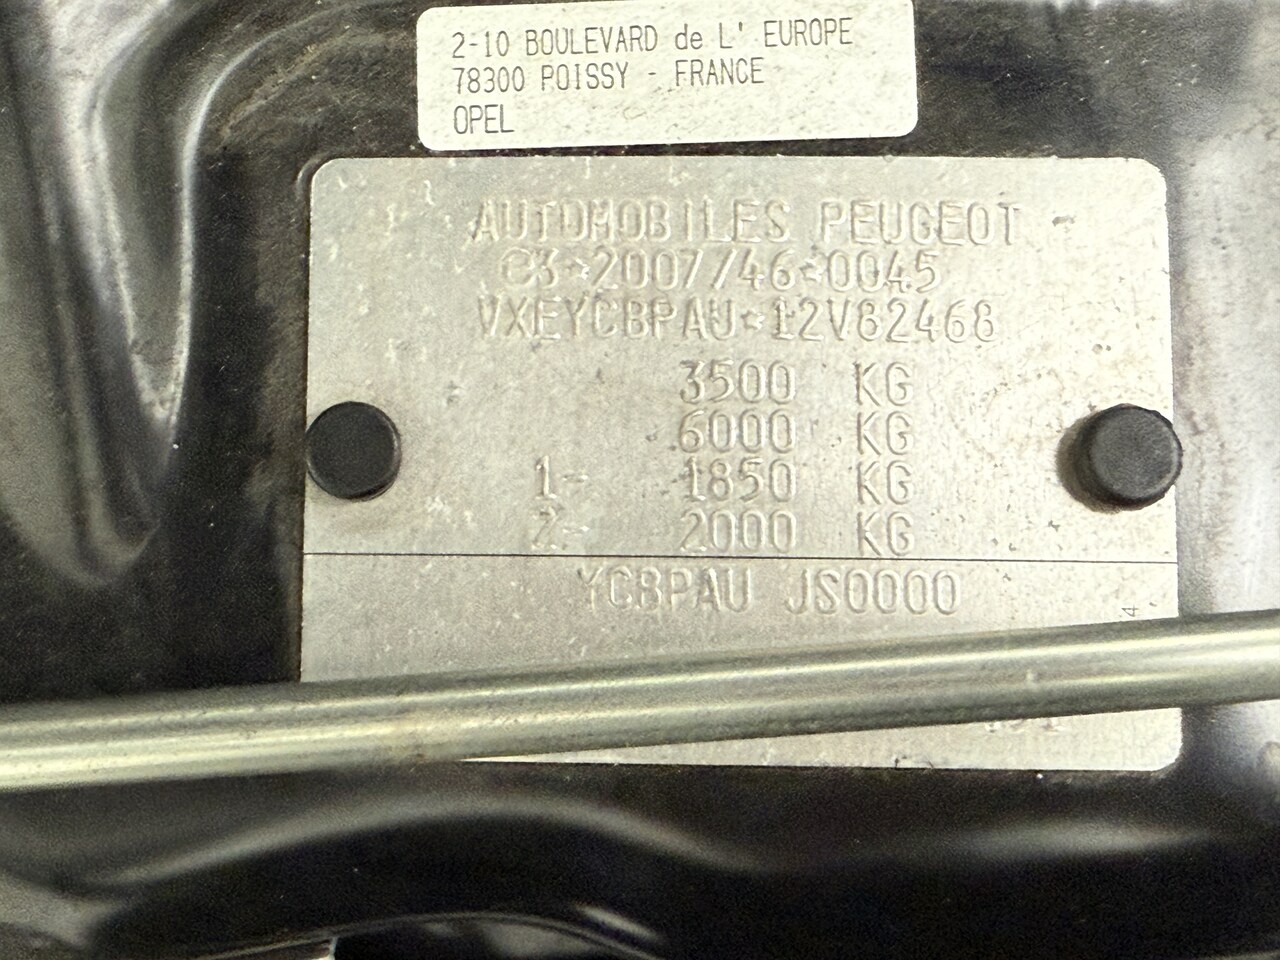 2-10 BOULEVARD de L' EUROPE
78300 POISSY - FRANCE
OPEL
AUTOMOBILES PEUGEOT
e3*2007/46*0045
VXEYCBPAU*12V82468
3500 KG
6000 KG
1- 1850 KG
2- 2000 KG
YCBPAU JS0000
4